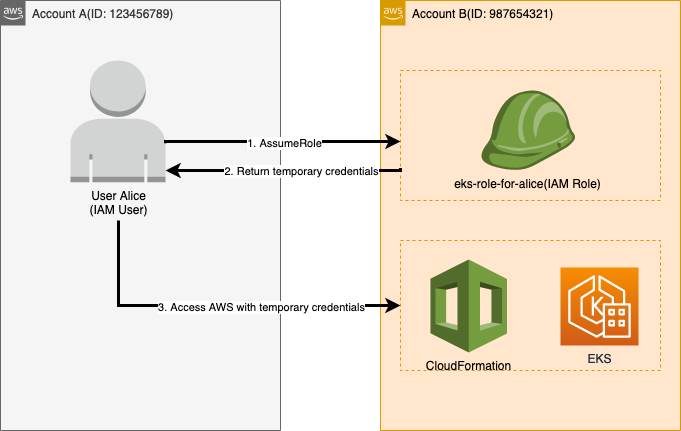 aws
Account A(ID: 123456789)
aws
Account B(ID: 987654321)
1. AssumeRole
2. Return temporary credentials
User Alice
(IAM User)
eks-role-for-alice(IAM Role)
3. Access AWS with temporary credentials
K
CloudFormation
EKS